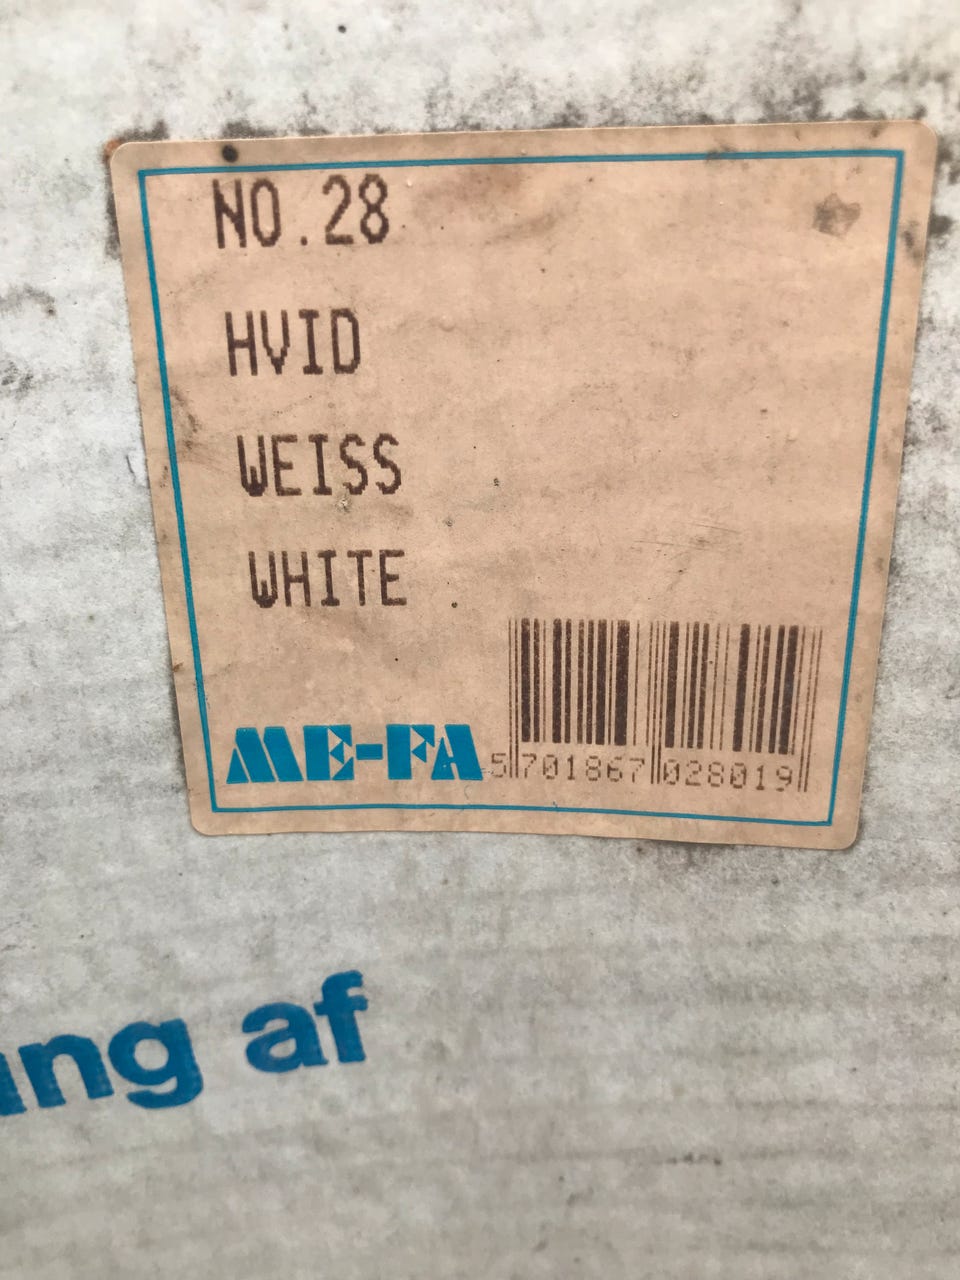 NO.28
HVID
WEISS
WHITE
ME-FA
5 701867 028019
ng af